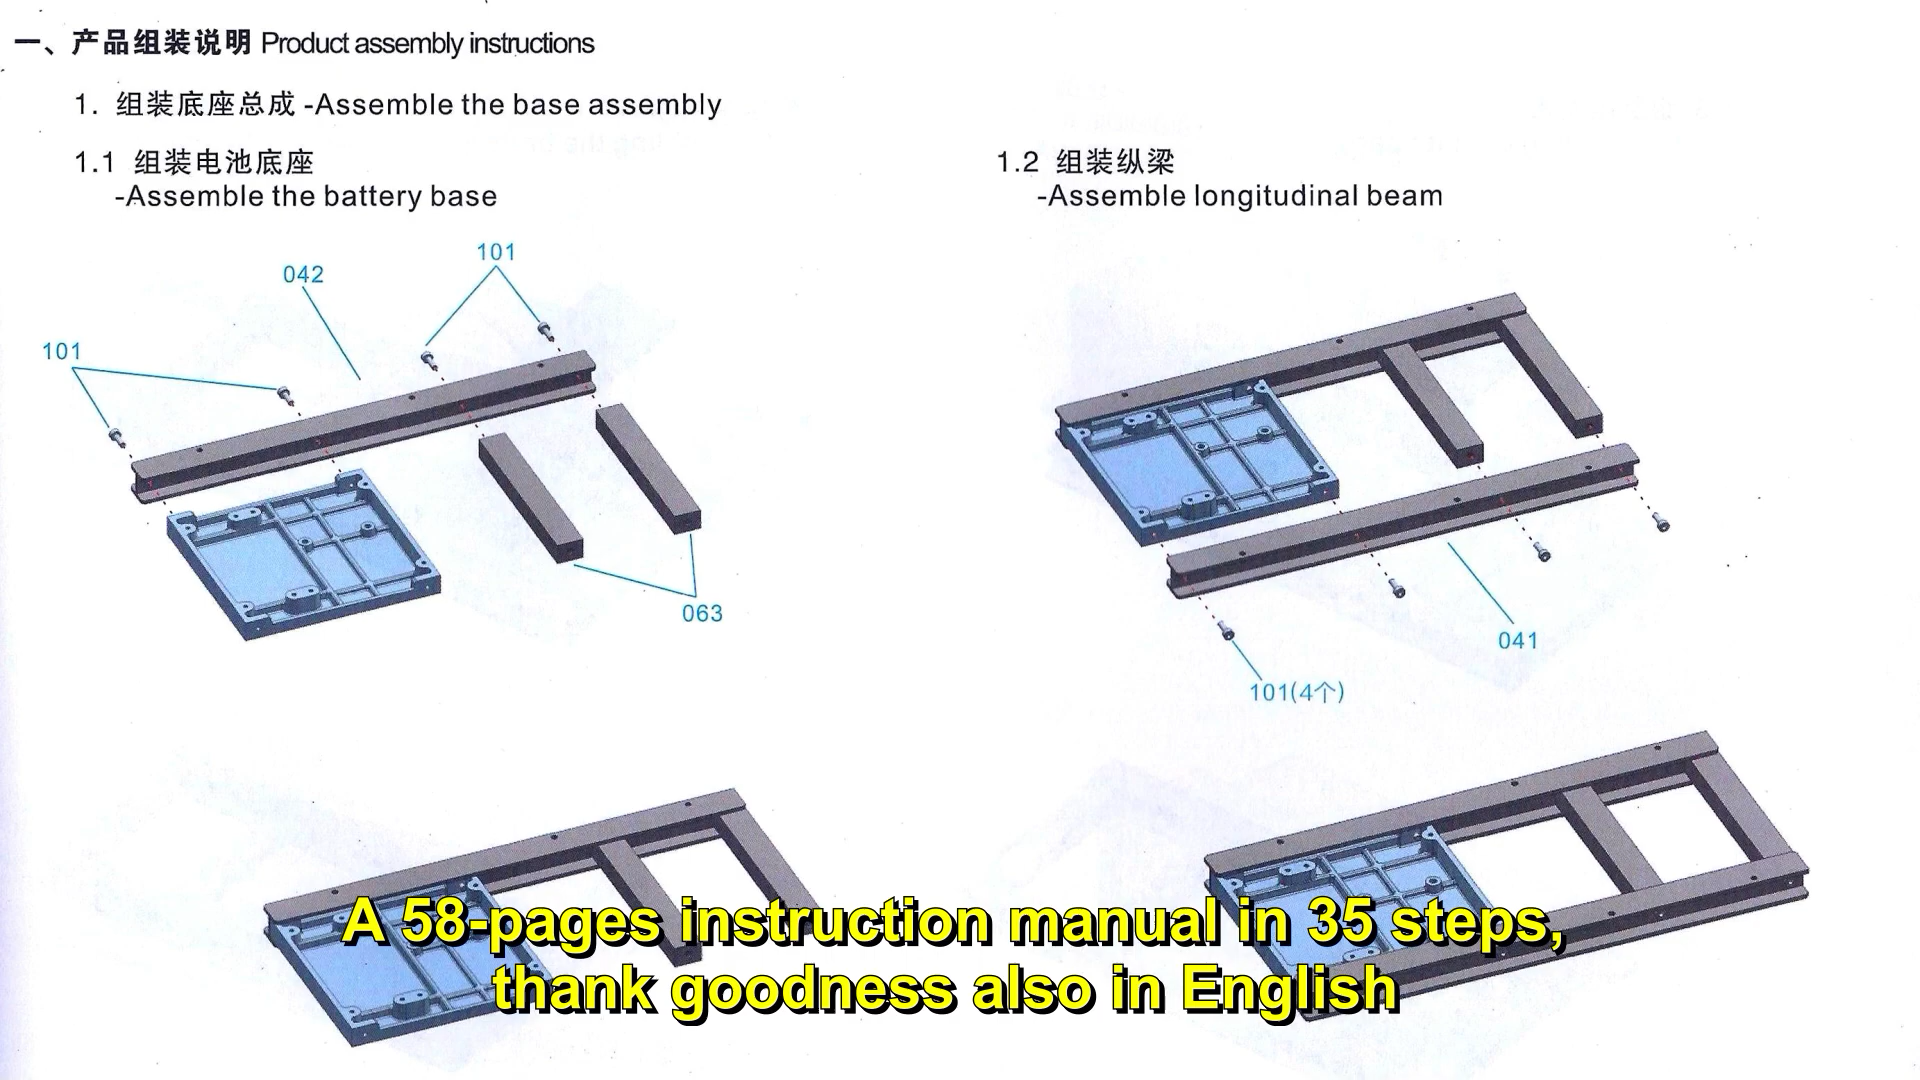 一、产品组装说明 Product assembly instructions
1. 组装底座总成 -Assemble the base assembly
1.1 组装电池底座
-Assemble the battery base
042
101
101
063
1.2 组装纵梁
-Assemble longitudinal beam
041
101(4个)
A 58-pages instruction manual in 35 steps,
thank goodness also in English